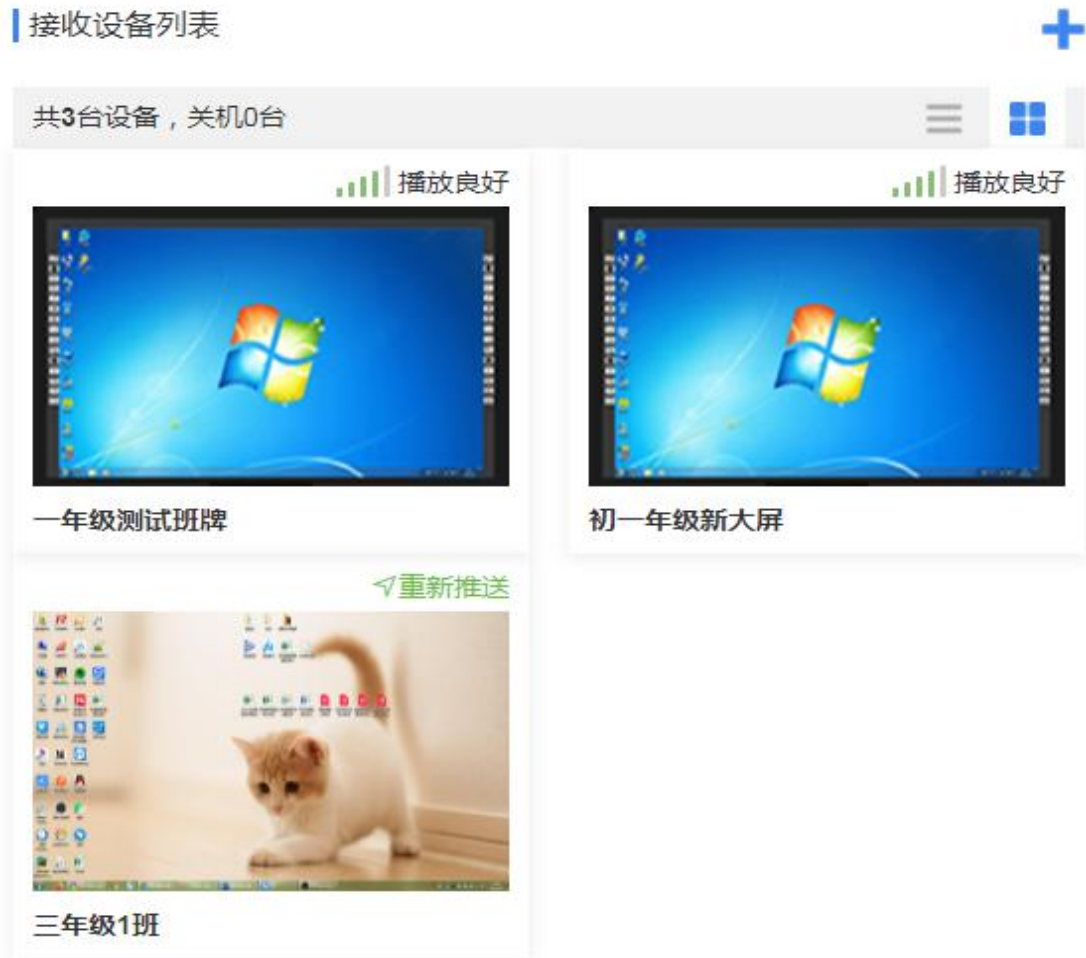 接收设备列表
共3台设备，关机0台
播放良好
播放良好
一年级测试班牌
初一年级新大屏
重新推送
三年级1班